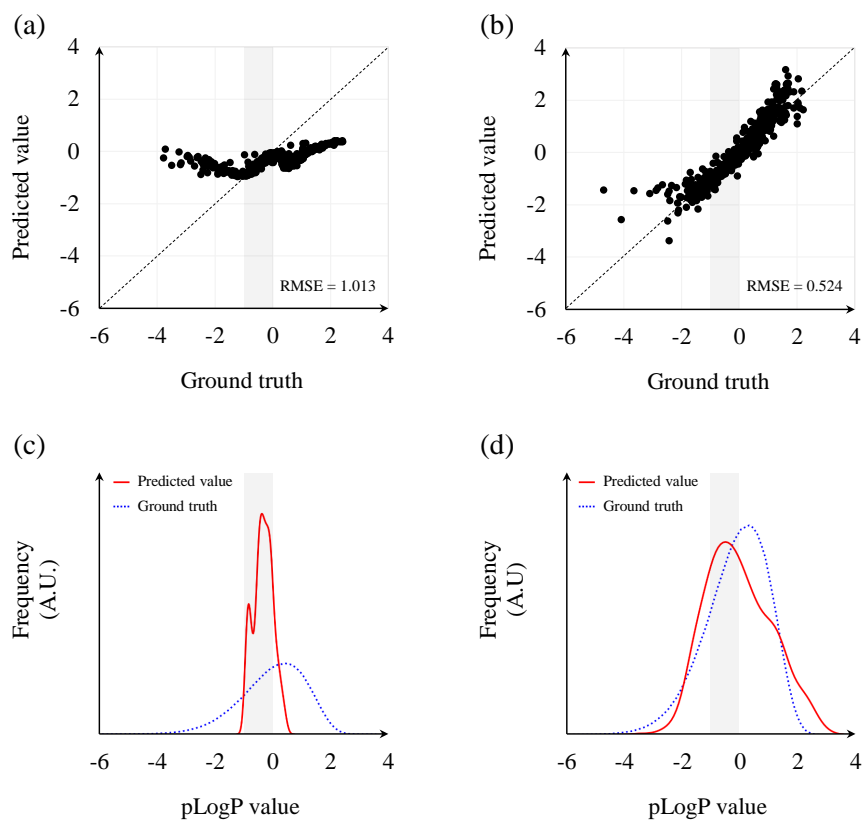 (a)
4
2
0
-2
-4
-6
Predicted value
RMSE = 1.013
-6 -4 -2 0 2 4
Ground truth
(b)
4
2
0
-2
-4
-6
Predicted value
RMSE = 0.524
-6 -4 -2 0 2 4
Ground truth
(c)
Predicted value
Ground truth
Frequency
(A.U.)
-6 -4 -2 0 2 4
pLogP value
(d)
Predicted value
Ground truth
Frequency
(A.U)
-6 -4 -2 0 2 4
pLogP value